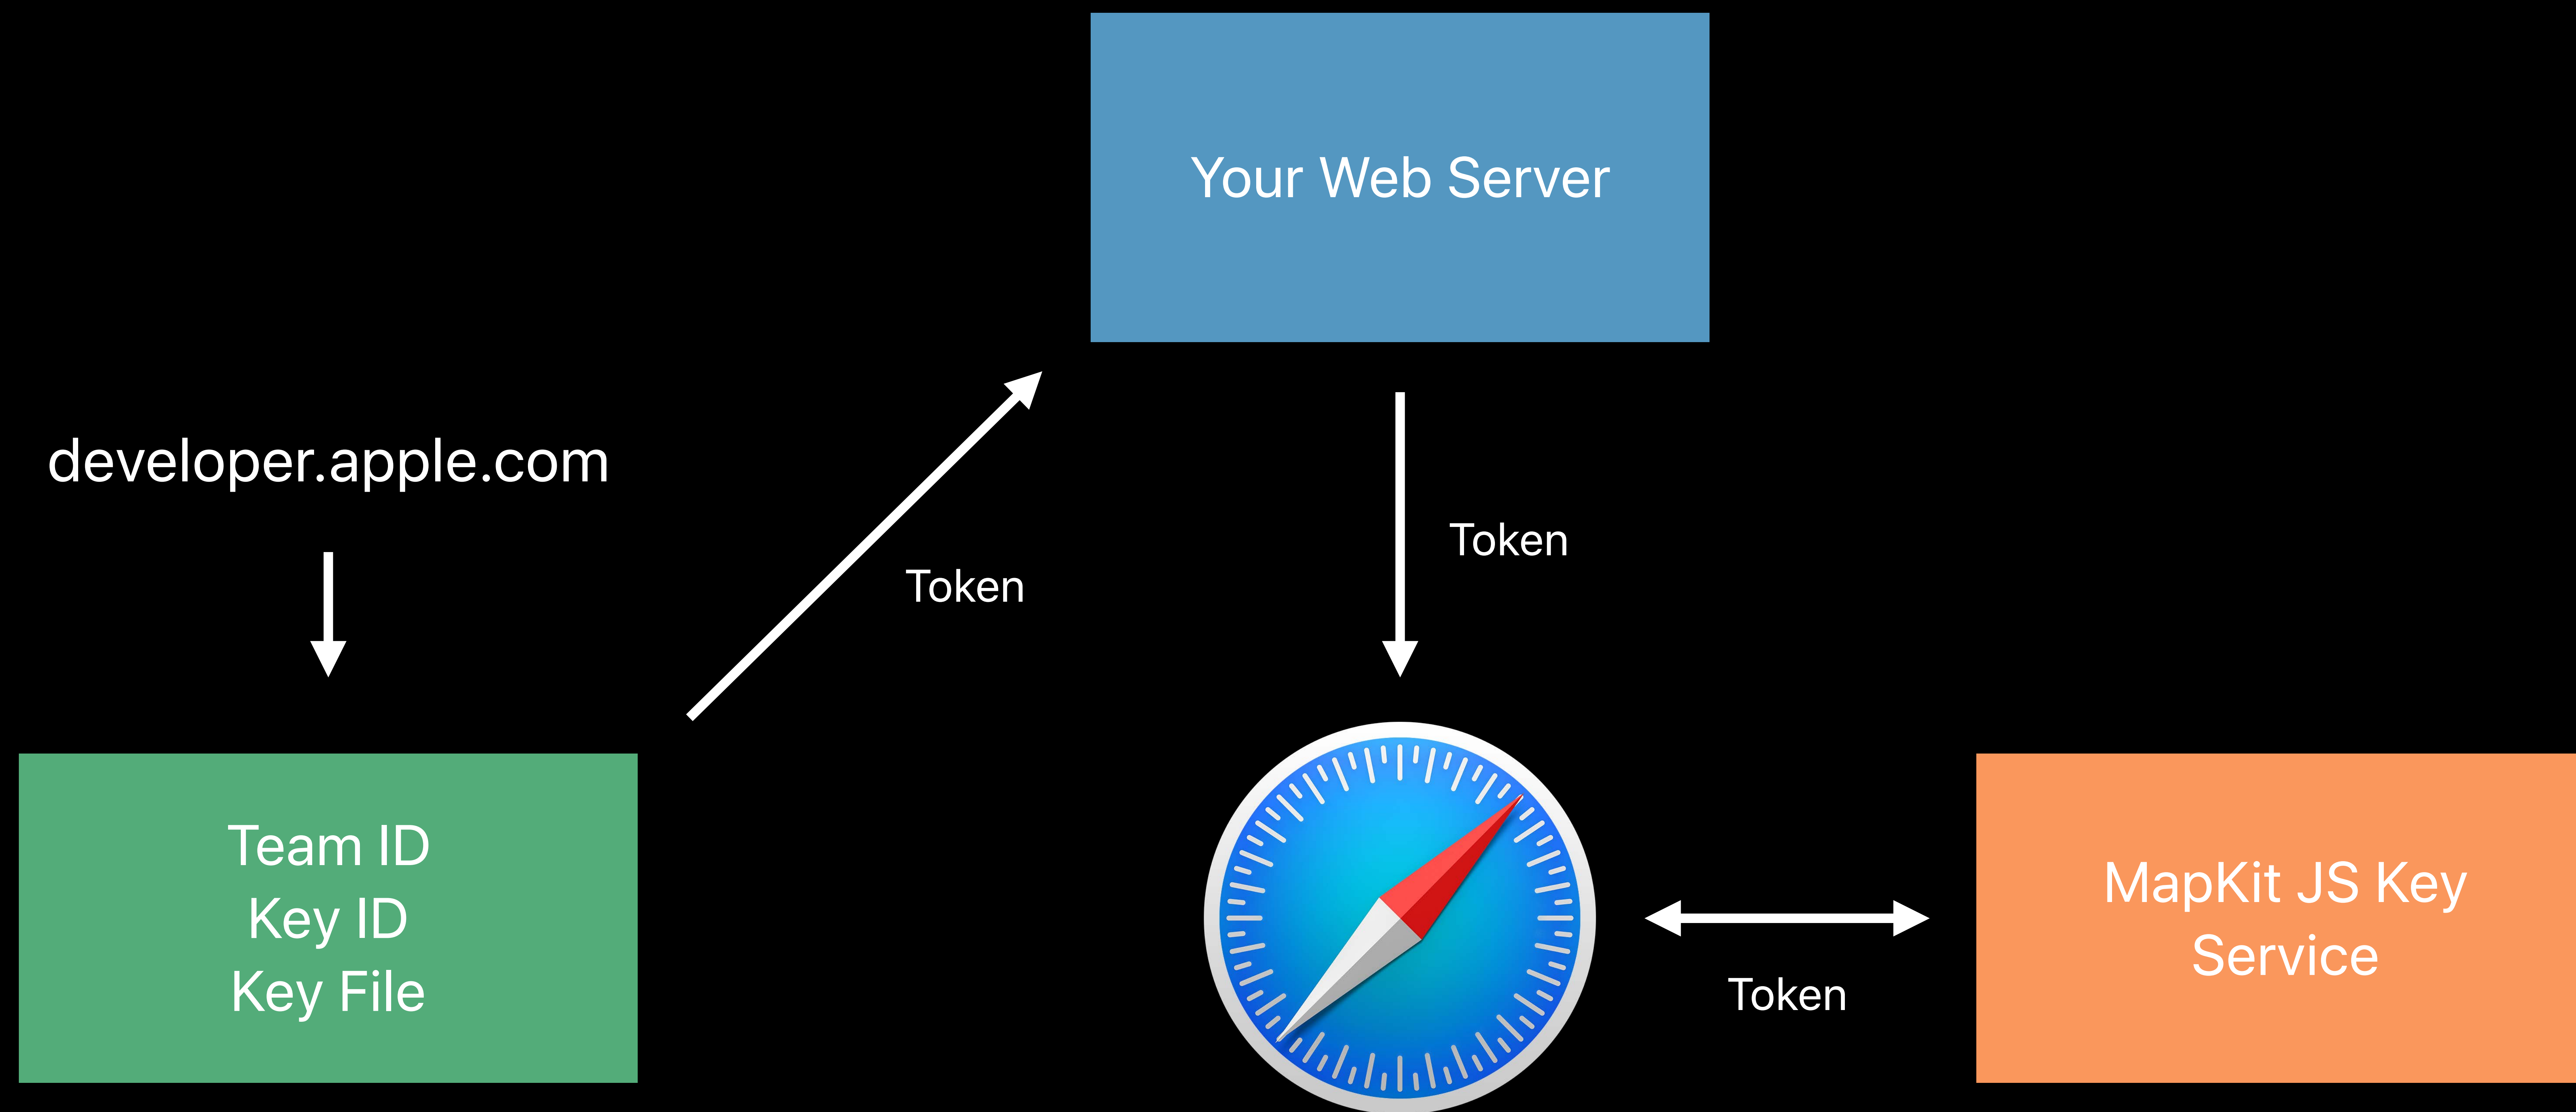 Your Web Server
developer.apple.com
Token
Token
Team ID
Key ID
Key File
MapKit JS Key
Service
Token